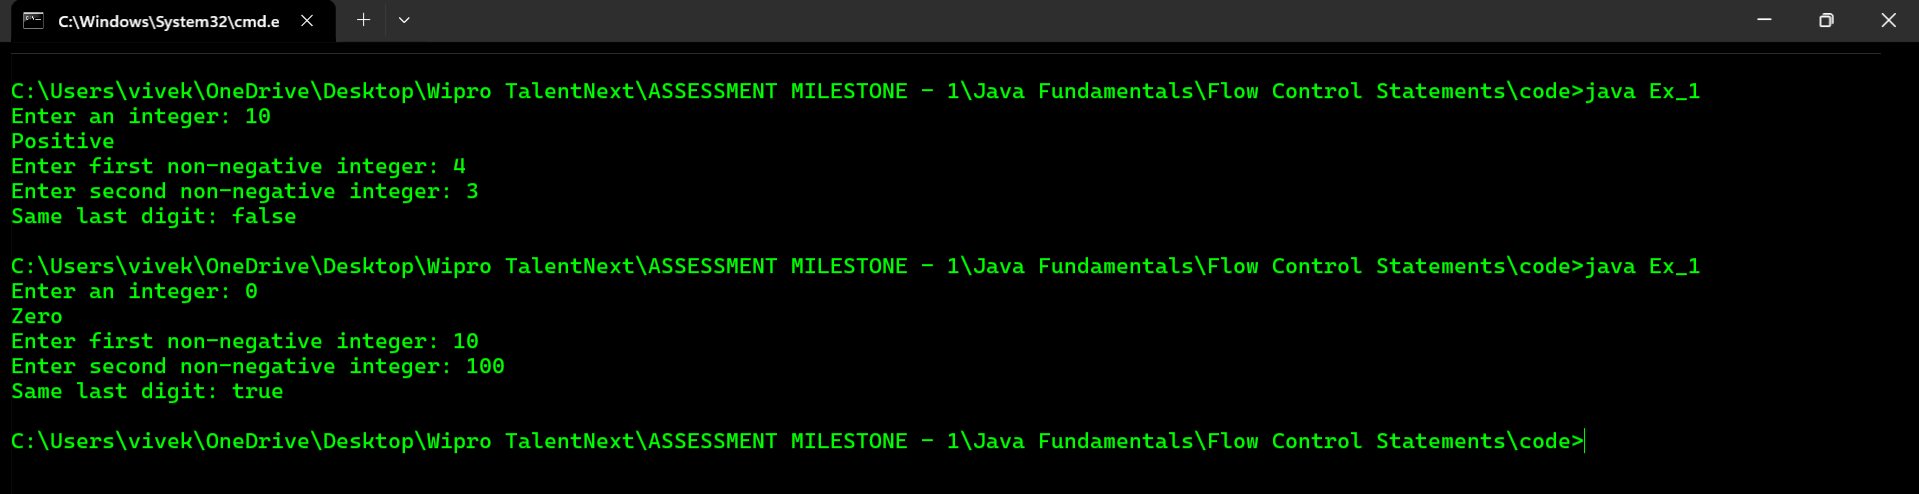 C:\Windows\System32\cmd.e
C:\Users\vivek\OneDrive\Desktop\Wipro TalentNext\ASSESSMENT MILESTONE - 1\Java Fundamentals\Flow Control Statements\code>java Ex_1
Enter an integer: 10
Positive
Enter first non-negative integer: 4
Enter second non-negative integer: 3
Same last digit: false
C:\Users\vivek\OneDrive\Desktop\Wipro TalentNext\ASSESSMENT MILESTONE - 1\Java Fundamentals\Flow Control Statements\code>java Ex_1
Enter an integer: 0
Zero
Enter first non-negative integer: 10
Enter second non-negative integer: 100
Same last digit: true
C:\Users\vivek\OneDrive\Desktop\Wipro TalentNext\ASSESSMENT MILESTONE - 1\Java Fundamentals\Flow Control Statements\code>